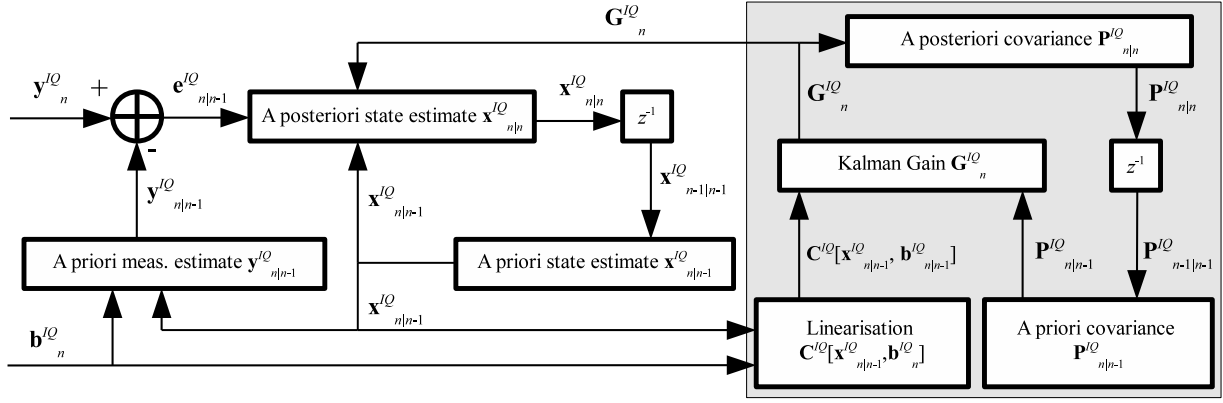 G^IQ_n
A posteriori covariance P^IQ_n|n
y^IQ_n
+
e^IQ_n|n-1
x^IQ_n|n
G^IQ_n
P^IQ_n|n
A posteriori state estimate x^IQ_n|n
z^-1
-
Kalman Gain G^IQ_n
z^-1
y^IQ_n|n-1
x^IQ_n|n-1
x^IQ_n-1|n-1
A priori meas. estimate y^IQ_n|n-1
A priori state estimate x^IQ_n|n-1
C^IQ[x^IQ_n|n-1, b^IQ_n|n-1]
P^IQ_n|n-1
P^IQ_n-1|n-1
x^IQ_n|n-1
b^IQ_n
Linearisation
C^IQ[x^IQ_n|n-1,b^IQ_n]
A priori covariance
P^IQ_n|n-1